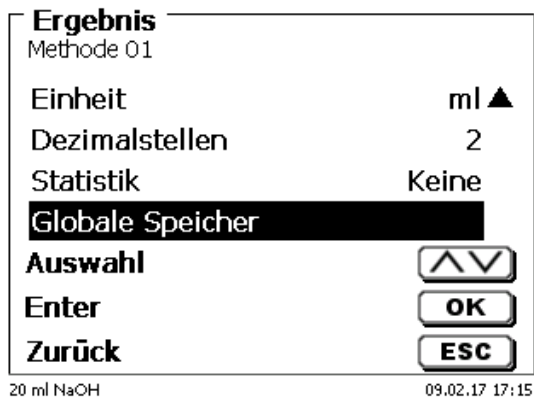 Ergebnis
Methode 01
Einheit ml ▲
Dezimalstellen 2
Statistik Keine
Globale Speicher
Auswahl
Enter OK
Zurück ESC
20 ml NaOH 09.02.17 17:15